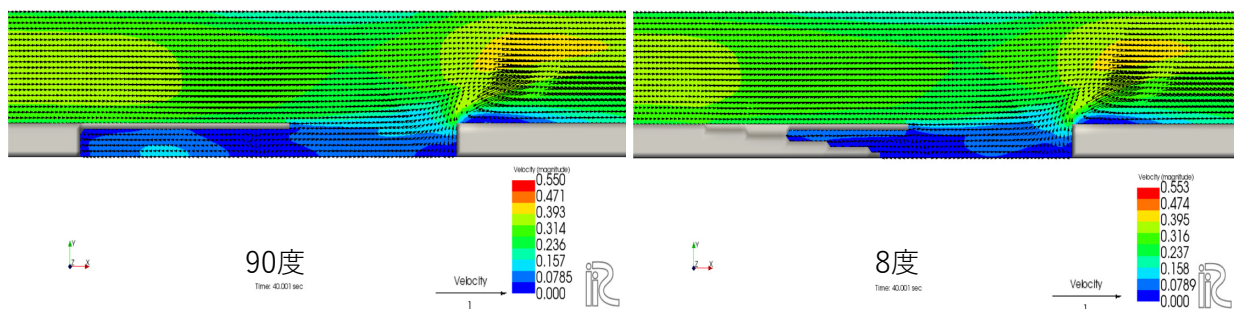 Velocity (magnitude)
0.550
0.471
0.393
0.314
0.236
0.157
0.0785
0.000
Y
Z X
90度
Time: 40.001 sec
Velocity
1
iRIC
Velocity (magnitude)
0.553
0.474
0.395
0.316
0.237
0.158
0.0789
0.000
Y
Z X
8度
Time: 40.001 sec
Velocity
1
iRIC